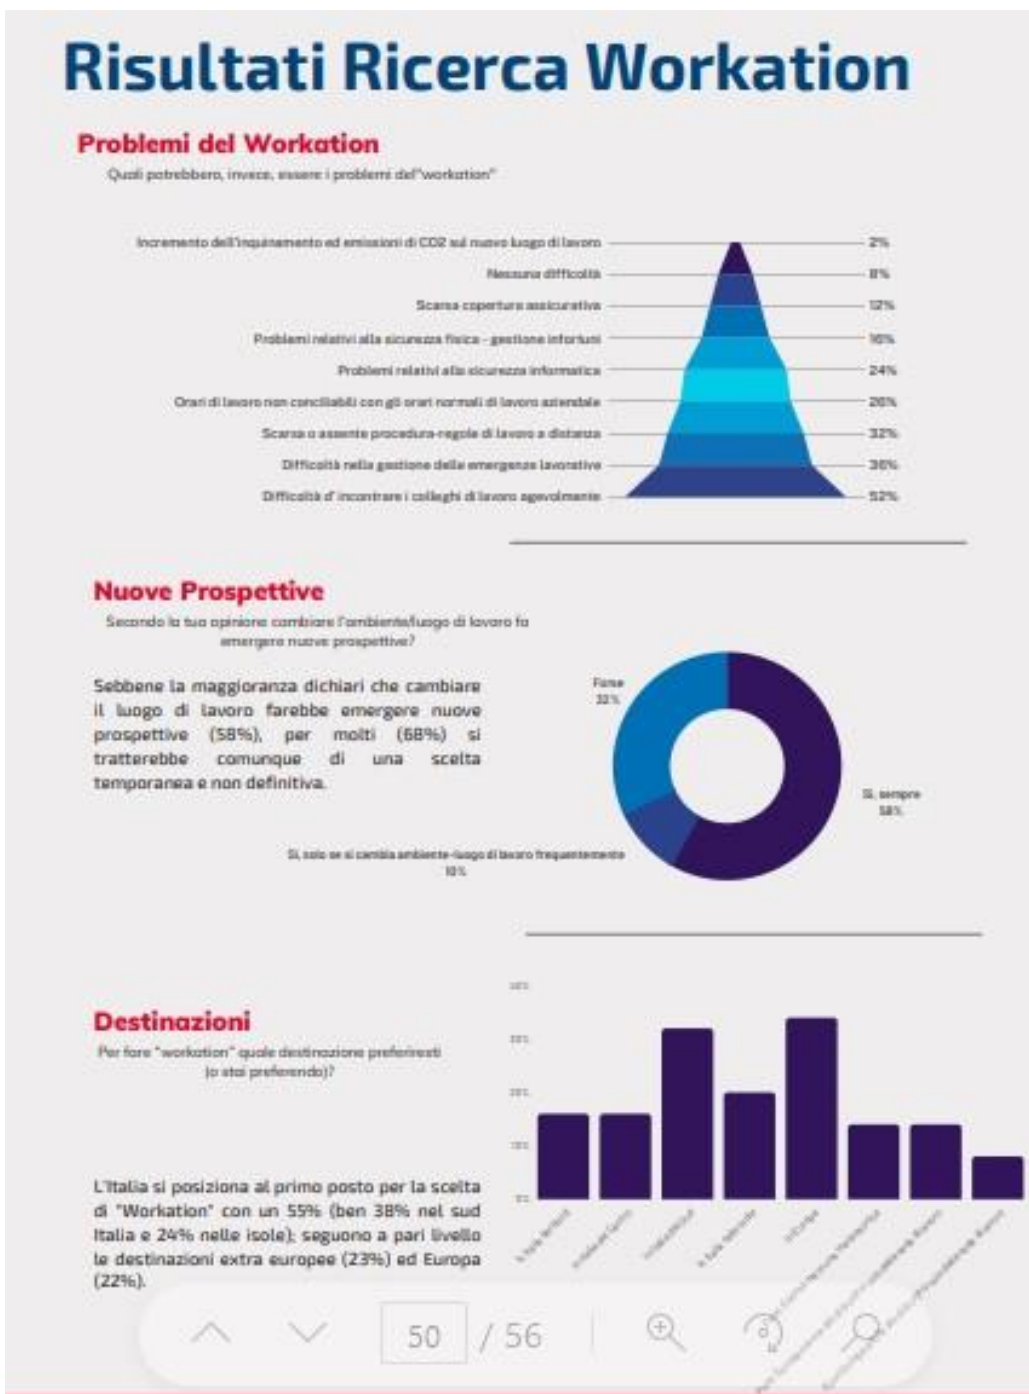 Risultati Ricerca Workation
Problemi del Workation
Quali potrebbero, invece, essere i problemi del"workation"
Incremento dell'inquinamento ed emissioni di CO2 sul nuovo luogo di lavoro 2%
Nessuna difficoltà 8%
Scarsa copertura assicurativa 12%
Problemi relativi alla sicurezza fisica - gestione infortuni 16%
Problemi relativi alla sicurezza informatica 24%
Orari di lavoro non conciliabili con gli orari normali di lavoro aziendale 26%
Scarsa o assente procedura-regole di lavoro a distanza 32%
Difficoltà nella gestione delle emergenze lavorative 36%
Difficoltà d' incontrare i colleghi di lavoro agevolmente 52%
Nuove Prospettive
Secondo la tua opinione cambiare l'ambiente/luogo di lavoro fa
emergere nuove prospettive?
Sebbene la maggioranza dichiari che cambiare
il luogo di lavoro farebbe emergere nuove
prospettive (58%), per molti (68%) si
tratterebbe comunque di una scelta
temporanea e non definitiva.
Forse
32%
Sì, sempre
58%
Sì, solo se si cambia ambiente-luogo di lavoro frequentemente
10%
Destinazioni
Per fare "workation" quale destinazione preferiresti
(o stai preferendo)?
L'Italia si posiziona al primo posto per la scelta
di "Workation" con un 55% (ben 38% nel sud
Italia e 24% nelle isole); seguono a pari livello
le destinazioni extra europee (23%) ed Europa
(22%).
40%
30%
20%
10%
0%
50 / 56